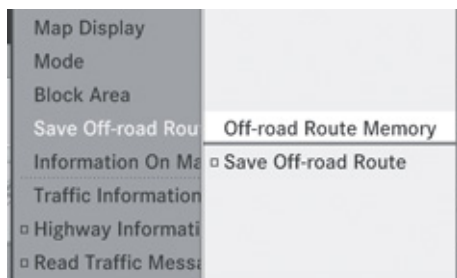 Map Display
Mode
Block Area
Save Off-road Rou
Off-road Route Memory
Information On Ma
Save Off-road Route
Traffic Information
Highway Informati
Read Traffic Messa